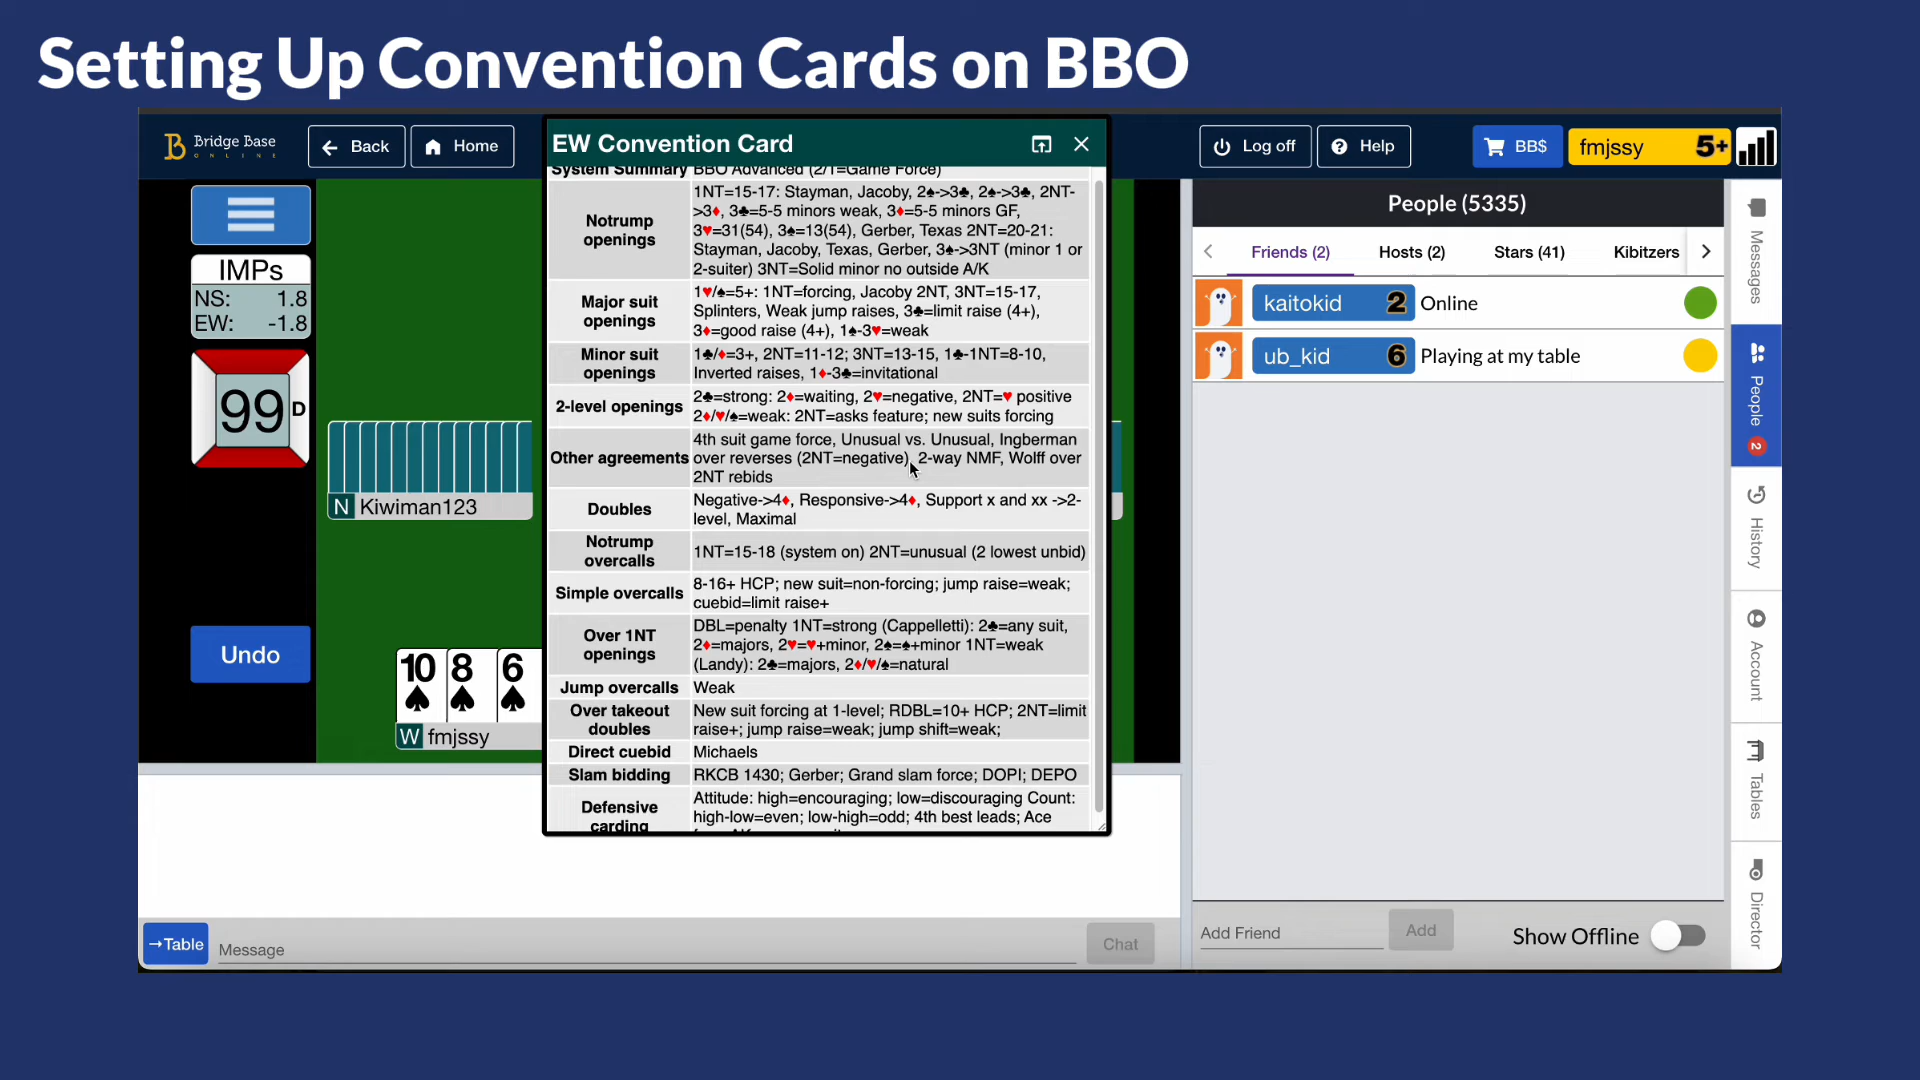 Setting Up Convention Cards on BBO
Bridge Base
ONLINE
Back
Home
EW Convention Card
Log off
Help
BB$
fmjssy 5+
IMPs
NS: 1.8
EW: -1.8
99 D
N Kiwiman123
Undo
10 8 6
W fmjssy
System Summary BBO Advanced (2/1=Game Force)
Notrump openings
1NT=15-17: Stayman, Jacoby, 2♠->3♣, 2♠->3♣, 2NT-
>3♦, 3♣=5-5 minors weak, 3♦=5-5 minors GF,
3♥=31(54), 3♠=13(54), Gerber, Texas 2NT=20-21:
Stayman, Jacoby, Texas, Gerber, 3♠->3NT (minor 1 or
2-suiter) 3NT=Solid minor no outside A/K
Major suit openings
1♥/♠=5+: 1NT=forcing, Jacoby 2NT, 3NT=15-17,
Splinters, Weak jump raises, 3♣=limit raise (4+),
3♦=good raise (4+), 1♠-3♥=weak
Minor suit openings
1♣/♦=3+, 2NT=11-12; 3NT=13-15, 1♣-1NT=8-10,
Inverted raises, 1♦-3♣=invitational
2-level openings
2♣=strong: 2♦=waiting, 2♥=negative, 2NT=♥ positive
2♦/♥/♠=weak: 2NT=asks feature; new suits forcing
Other agreements
4th suit game force, Unusual vs. Unusual, Ingberman
over reverses (2NT=negative), 2-way NMF, Wolff over
2NT rebids
Doubles
Negative->4♦, Responsive->4♦, Support x and xx ->2-
level, Maximal
Notrump overcalls
1NT=15-18 (system on) 2NT=unusual (2 lowest unbid)
Simple overcalls
8-16+ HCP; new suit=non-forcing; jump raise=weak;
cuebid=limit raise+
Over 1NT openings
DBL=penalty 1NT=strong (Cappelletti): 2♣=any suit,
2♦=majors, 2♥=♥+minor, 2♠=♠+minor 1NT=weak
(Landy): 2♣=majors, 2♦/♥/♠=natural
Jump overcalls Weak
Over takeout doubles
New suit forcing at 1-level; RDBL=10+ HCP; 2NT=limit
raise+; jump raise=weak; jump shift=weak;
Direct cuebid Michaels
Slam bidding RKCB 1430; Gerber; Grand slam force; DOPI; DEPO
Defensive carding
Attitude: high=encouraging; low=discouraging Count:
high-low=even; low-high=odd; 4th best leads; Ace
People (5335)
Friends (2) Hosts (2) Stars (41) Kibitzers
kaitokid 2 Online
ub_kid 6 Playing at my table
Messages
People 2
History
Account
Tables
Director
→Table
Message
Chat
Add Friend
Add
Show Offline